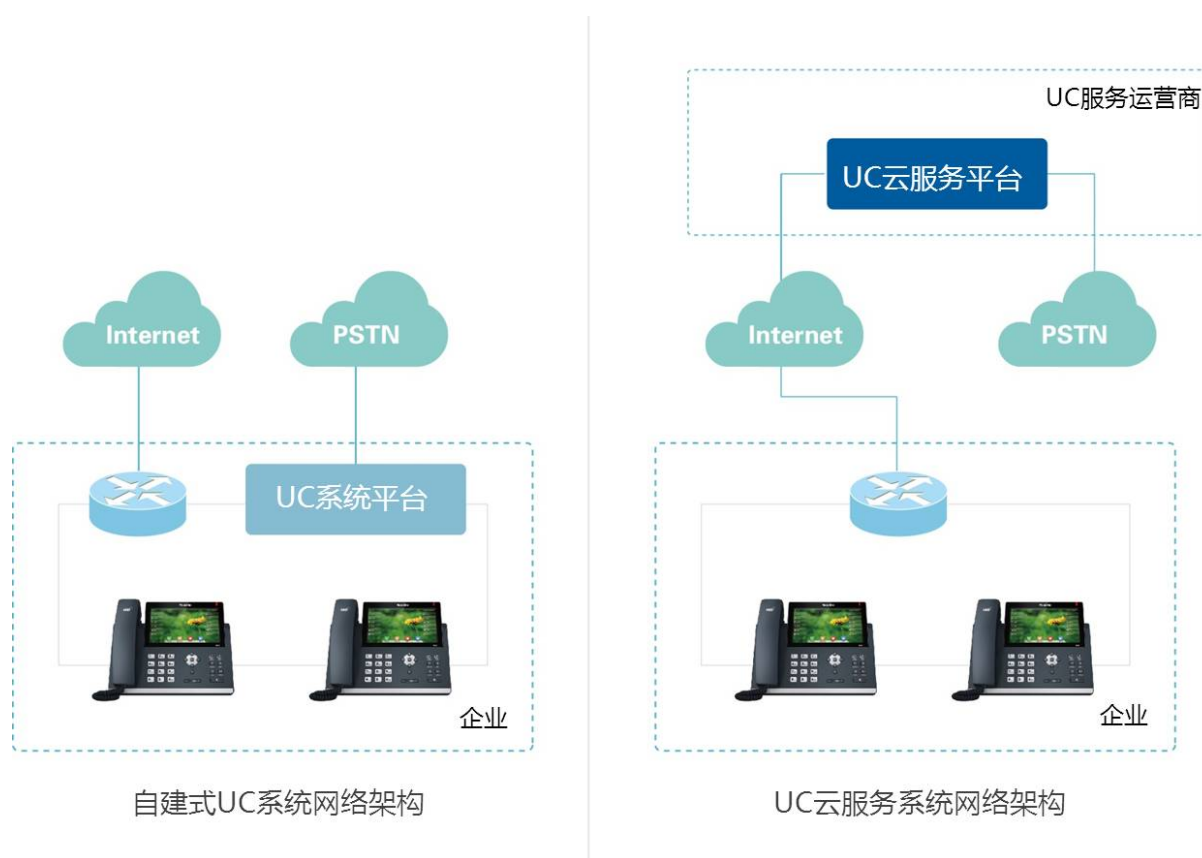 Internet
PSTN
UC系统平台
企业
自建式UC系统网络架构
UC服务运营商
UC云服务平台
Internet
PSTN
企业
UC云服务系统网络架构